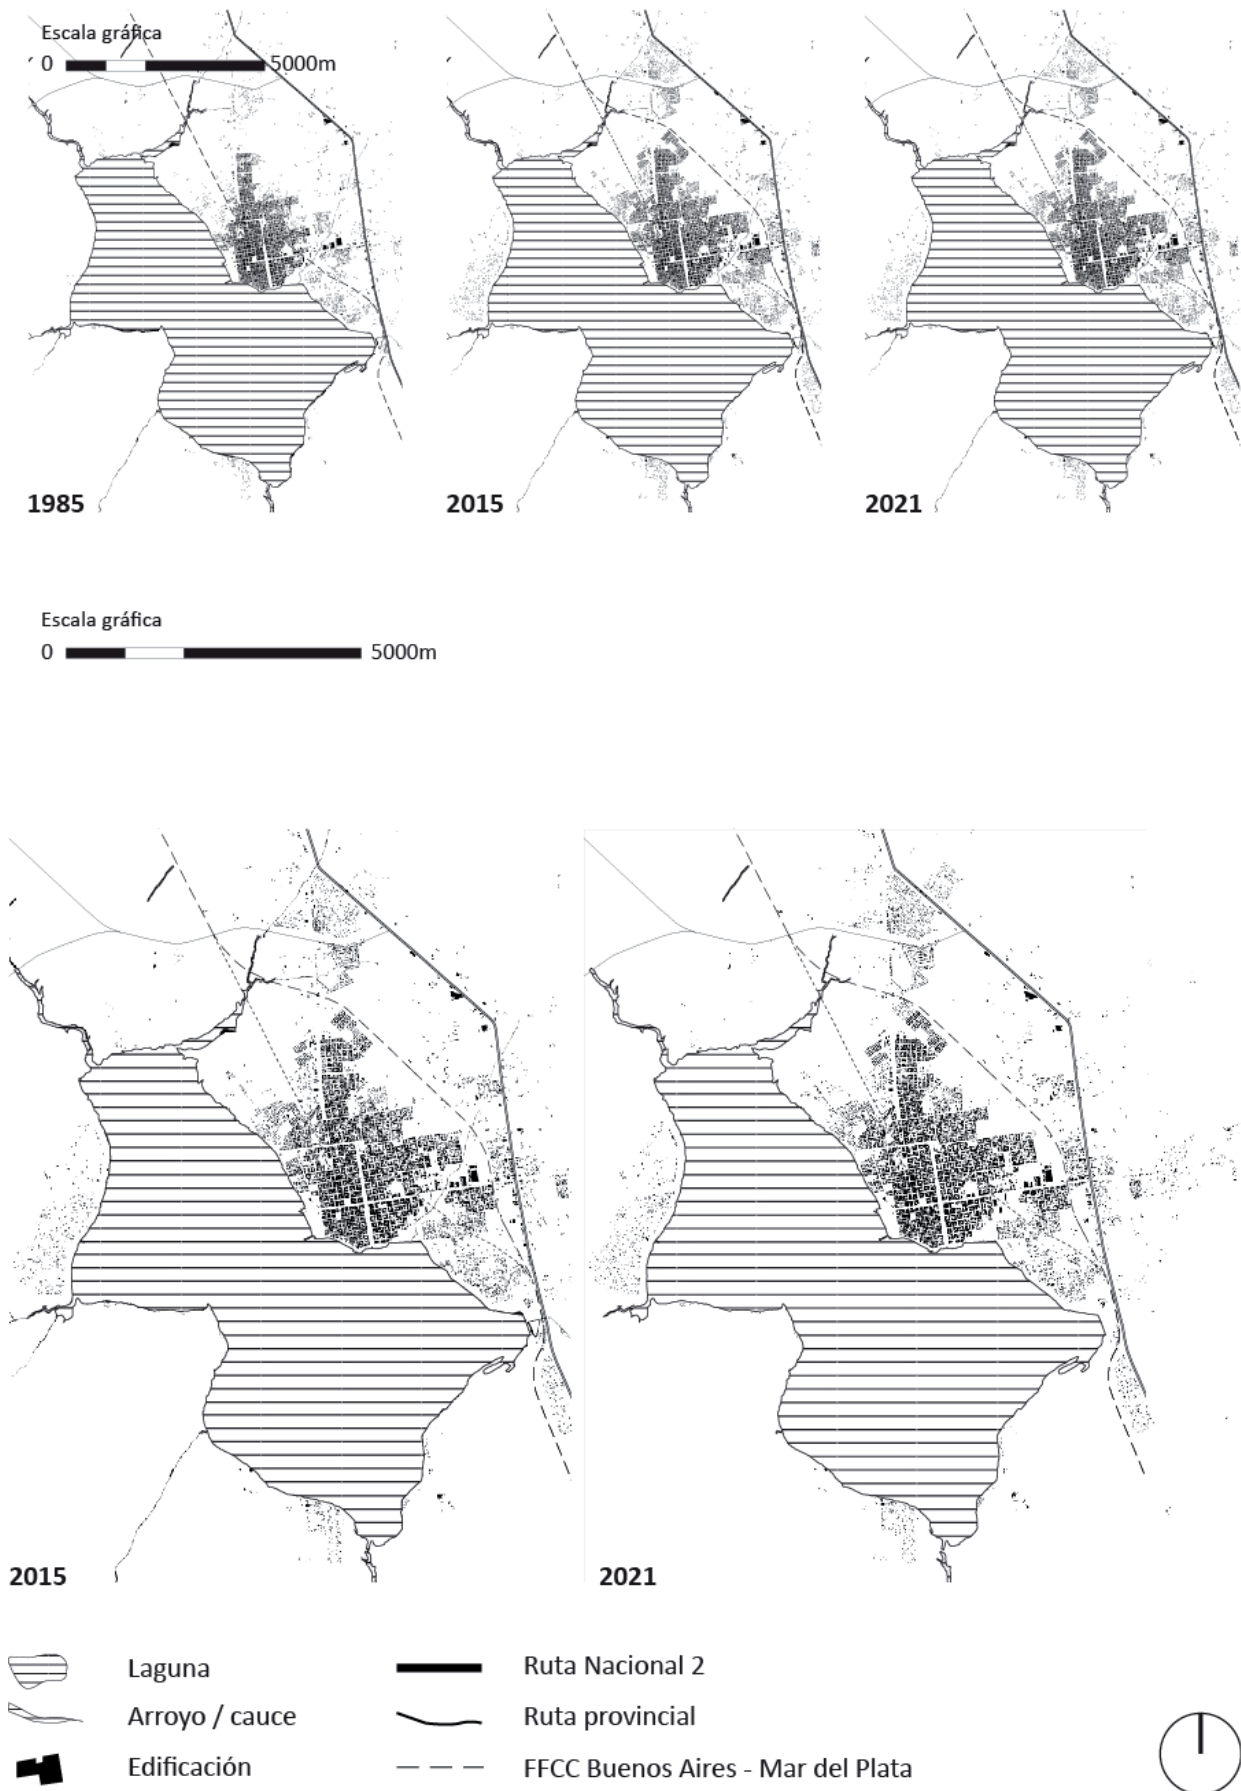 Escala gráfica
0 5000m
1985 2015 2021
Escala gráfica
0 5000m
2015 2021
Laguna Ruta Nacional 2
Arroyo / cauce Ruta provincial
Edificación FFCC Buenos Aires - Mar del Plata